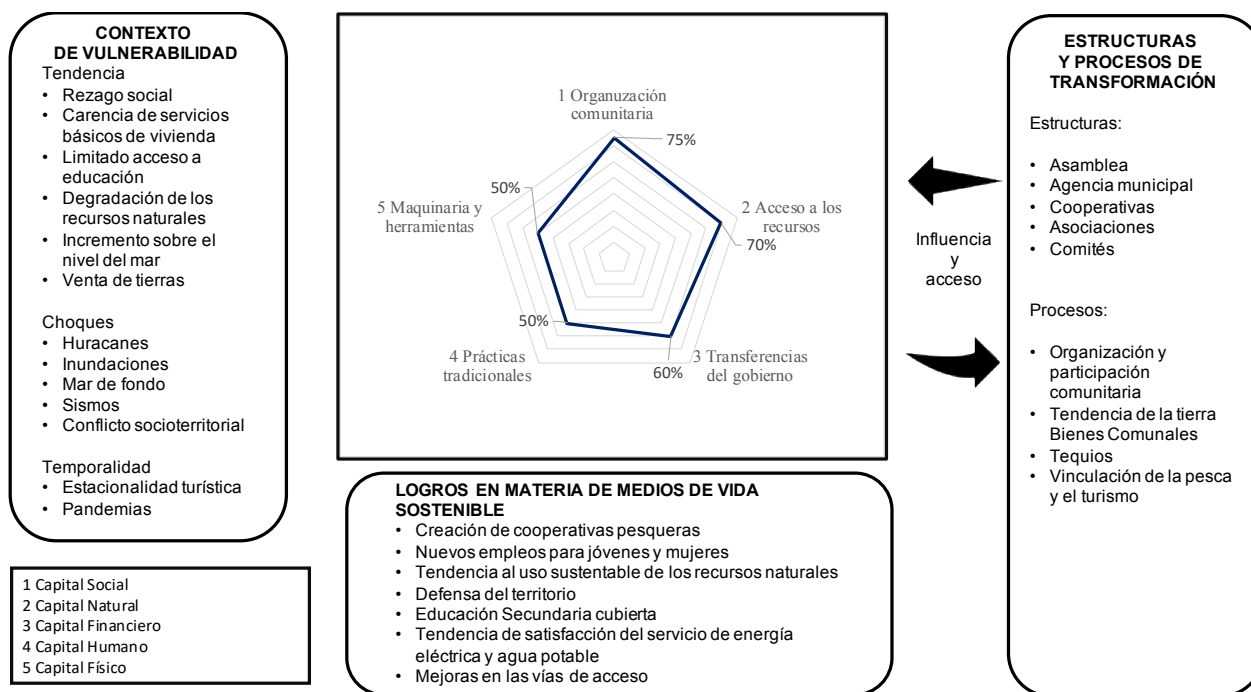 CONTEXTO
DE VULNERABILIDAD
Tendencia
• Rezago social
• Carencia de servicios
básicos de vivienda
• Limitado acceso a
educación
• Degradación de los
recursos naturales
• Incremento sobre el
nivel del mar
• Venta de tierras
Choques
• Huracanes
• Inundaciones
• Mar de fondo
• Sismos
• Conflicto socioterritorial
Temporalidad
• Estacionalidad turística
• Pandemias
1 Capital Social
2 Capital Natural
3 Capital Financiero
4 Capital Humano
5 Capital Físico
1 Organuzación
comunitaria
75%
2 Acceso a los
recursos
70%
3 Transferencias
del gobierno
60%
4 Prácticas
tradicionales
50%
5 Maquinaria y
herramientas
50%
LOGROS EN MATERIA DE MEDIOS DE VIDA
SOSTENIBLE
• Creación de cooperativas pesqueras
• Nuevos empleos para jóvenes y mujeres
• Tendencia al uso sustentable de los recursos naturales
• Defensa del territorio
• Educación Secundaria cubierta
• Tendencia de satisfacción del servicio de energía
eléctrica y agua potable
• Mejoras en las vías de acceso
Influencia
y
acceso
ESTRUCTURAS
Y PROCESOS DE
TRANSFORMACIÓN
Estructuras:
• Asamblea
• Agencia municipal
• Cooperativas
• Asociaciones
• Comités
Procesos:
• Organización y
participación
comunitaria
• Tendencia de la tierra
Bienes Comunales
• Tequios
• Vinculación de la pesca
y el turismo